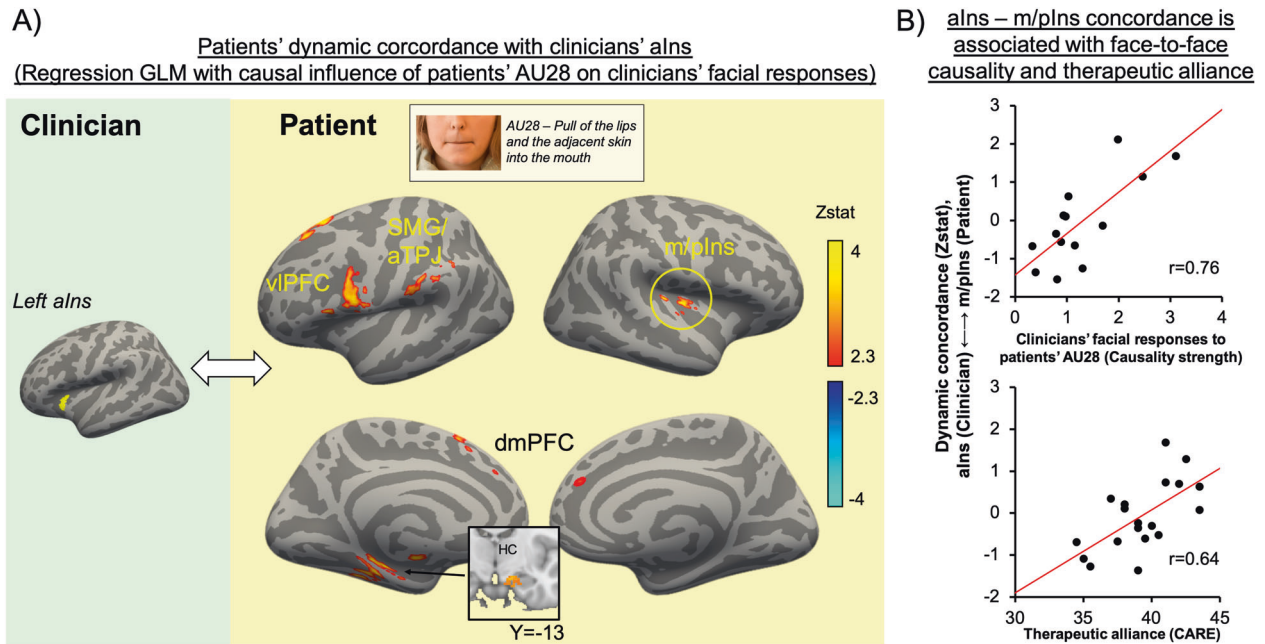 A)
Patients' dynamic corcordance with clinicians' aIns
(Regression GLM with causal influence of patients' AU28 on clinicians' facial responses)
Clinician
Patient
AU28 – Pull of the lips
and the adjacent skin
into the mouth
Left aIns
vlPFC
SMG/
aTPJ
m/pIns
Zstat
4
2.3
-2.3
-4
dmPFC
HC
Y=-13
B)
aIns – m/pIns concordance is
associated with face-to-face
causality and therapeutic alliance
Dynamic concordance (Zstat),
aIns (Clinician) ←→ m/pIns (Patient)
3
2
1
0
-1
-2
r=0.76
0 1 2 3 4
Clinicians' facial responses to
patients' AU28 (Causality strength)
3
2
1
0
-1
-2
r=0.64
30 35 40 45
Therapeutic alliance (CARE)